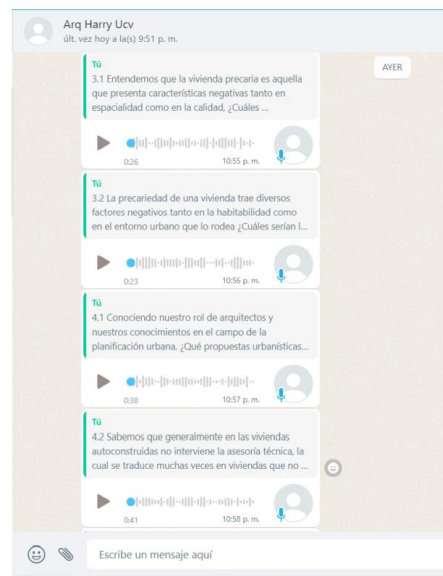 Arq Harry Ucv
últ. vez hoy a la(s) 9:51 p. m.
AYER
Tú
3.1 Entendemos que la vivienda precaria es aquella
que presenta características negativas tanto en
espacialidad como en la calidad, ¿Cuáles ...
0:26
10:55 p. m.
Tú
3.2 La precariedad de una vivienda trae diversos
factores negativos tanto en la habitabilidad como
en el entorno urbano que lo rodea ¿Cuáles serían l...
0:23
10:56 p. m.
Tú
4.1 Conociendo nuestro rol de arquitectos y
nuestros conocimientos en el campo de la
planificación urbana. ¿Qué propuestas urbanísticas...
0:38
10:57 p. m.
Tú
4.2 Sabemos que generalmente en las viviendas
autoconstruidas no interviene la asesoría técnica, la
cual se traduce muchas veces en viviendas que no ...
0:41
10:58 p. m.
Escribe un mensaje aquí